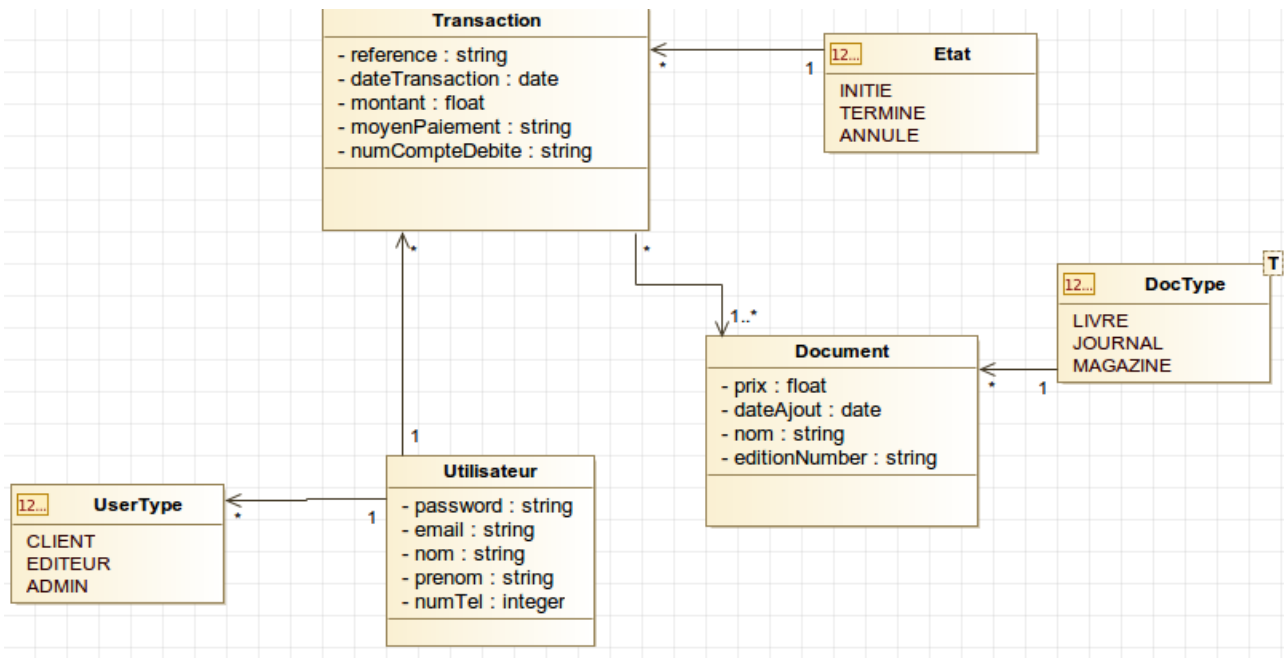 Transaction
- reference : string
- dateTransaction : date
- montant : float
- moyenPaiement : string
- numCompteDebite : string
12... Etat
INITIE
TERMINE
ANNULE
* 1
* *
T
12... DocType
LIVRE
JOURNAL
MAGAZINE
1..*
Document
- prix : float
- dateAjout : date
- nom : string
- editionNumber : string
* 1
1
Utilisateur
- password : string
- email : string
- nom : string
- prenom : string
- numTel : integer
12... UserType
CLIENT
EDITEUR
ADMIN
* 1